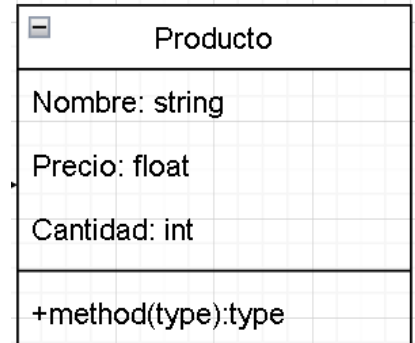 Producto
Nombre: string
Precio: float
Cantidad: int
+method(type):type